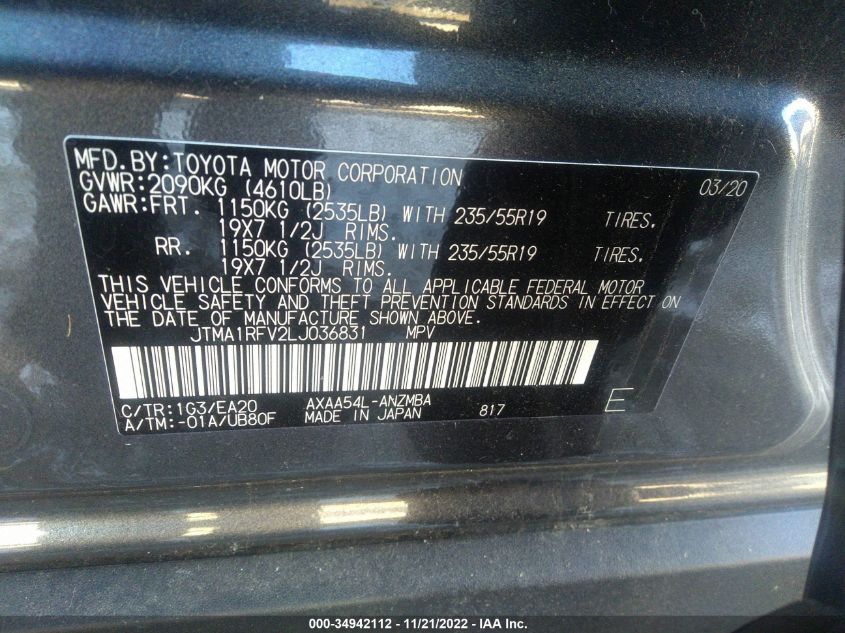 MFD.BY:TOYOTA MOTOR CORPORATION 03/20
GVWR:2090KG (4610LB)
GAWR:FRT. 1150KG (2535LB) WITH 235/55R19 TIRES.
19X7 1/2J RIMS.
RR. 1150KG (2535LB) WITH 235/55R19 TIRES.
19X7 1/2J RIMS.
THIS VEHICLE CONFORMS TO ALL APPLICABLE FEDERAL MOTOR
VEHICLE SAFETY AND THEFT PREVENTION STANDARDS IN EFFECT ON
THE DATE OF MANUFACTURE SHOWN ABOVE.
JTMA1RFV2LJ036831 MPV
C/TR:1G3/EA20 AXAA54L-ANZMBA
A/TM:-01A/UB80F MADE IN JAPAN 817 E
000-34942112 - 11/21/2022 - IAA Inc.